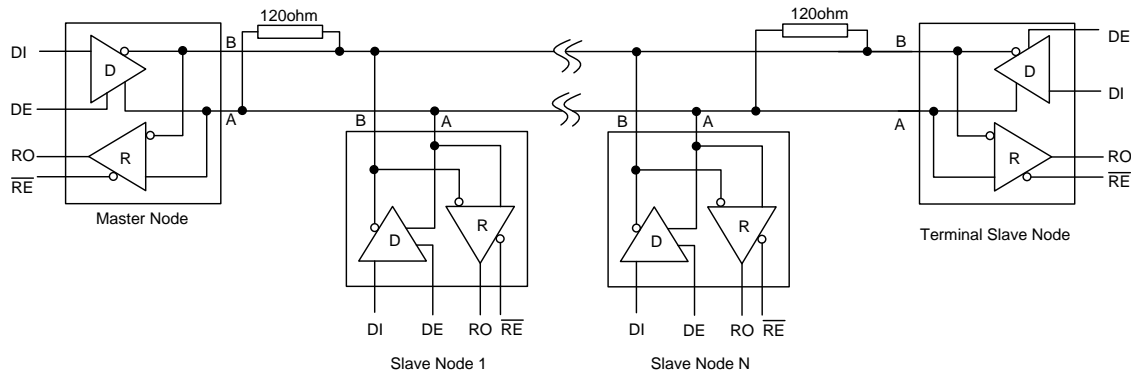 120ohm
120ohm
B
B
DI
DE
D
D
DE
DI
A
A
B
A
B
A
RO
RE
R
R
RO
RE
Master Node
Terminal Slave Node
D
R
D
R
DI
DE
RO
RE
DI
DE
RO
RE
Slave Node 1
Slave Node N